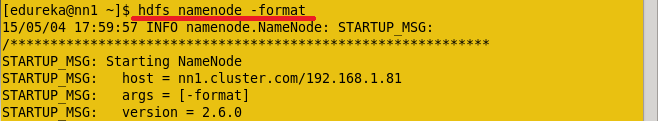 [edureka@nn1 ~]$ hdfs namenode -format
15/05/04 17:59:57 INFO namenode.NameNode: STARTUP_MSG:
/************************************************************
STARTUP_MSG: Starting NameNode
STARTUP_MSG:   host = nn1.cluster.com/192.168.1.81
STARTUP_MSG:   args = [-format]
STARTUP_MSG:   version = 2.6.0